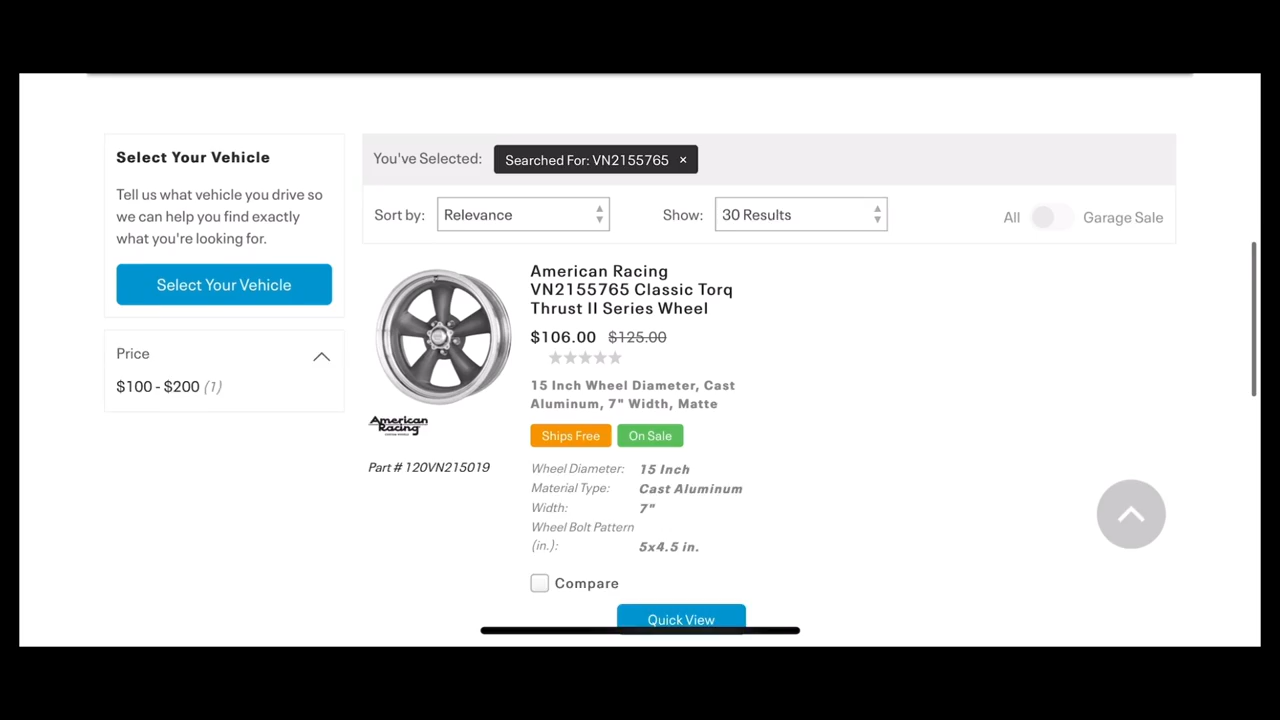 Select Your Vehicle
Tell us what vehicle you drive so
we can help you find exactly
what you're looking for.
Select Your Vehicle
Price
$100 - $200 (1)
You've Selected: Searched For: VN2155765 ×
Sort by: Relevance Show: 30 Results All Garage Sale
American Racing
VN2155765 Classic Torq
Thrust II Series Wheel
$106.00 $125.00
15 Inch Wheel Diameter, Cast
Aluminum, 7" Width, Matte
Ships Free On Sale
American
Racing
Part # 120VN215019
Wheel Diameter: 15 Inch
Material Type: Cast Aluminum
Width: 7"
Wheel Bolt Pattern
(in.): 5x4.5 in.
Compare
Quick View